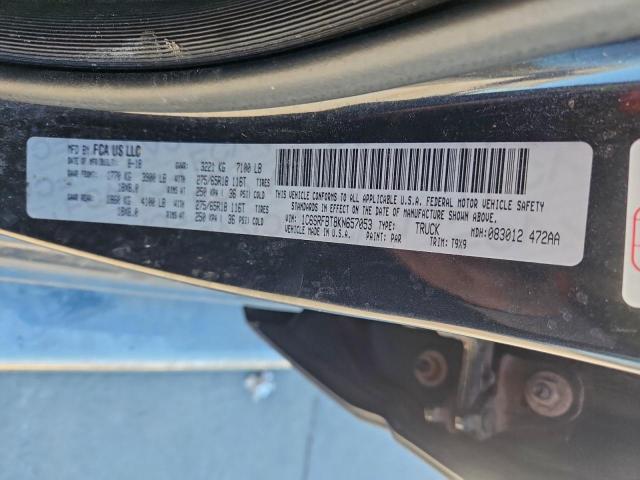 MFD BY FCA US LLC
DATE OF MFR/BUILT: 8-18 GVWR: 3221 KG 7100 LB
GAWR FRONT: 1770 KG 3900 LB WITH 275/65R18 116T TIRES
18X8.0 RIMS AT 250 KPA ( 36 PSI) COLD
GAWR REAR: 1860 KG 4100 LB WITH 275/65R18 116T TIRES
18X8.0 RIMS AT 250 KPA ( 36 PSI) COLD
THIS VEHICLE CONFORMS TO ALL APPLICABLE FEDERAL MOTOR VEHICLE SAFETY
STANDARDS IN EFFECT IN U.S.A. ON THE DATE OF MANUFACTURE SHOWN ABOVE.
VIN: 1C6SRFBT8KN657053 TYPE: TRUCK MDH: 083012 472AA
MADE IN U.S.A. PAINT: PAR TRIM: T9X9